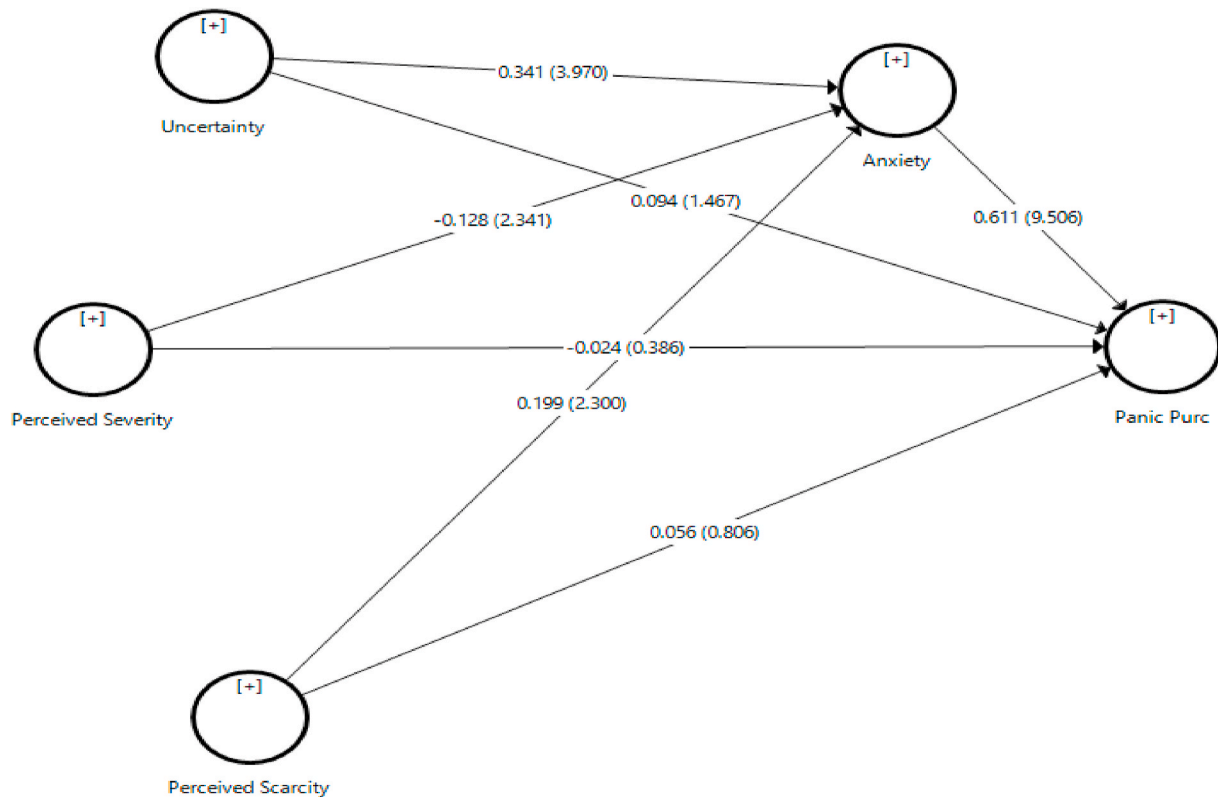 [+]
Uncertainty
[+]
Anxiety
0.341 (3.970)
0.094 (1.467)
-0.128 (2.341)
0.611 (9.506)
[+]
Perceived Severity
-0.024 (0.386)
[+]
Panic Purc
0.199 (2.300)
0.056 (0.806)
[+]
Perceived Scarcity